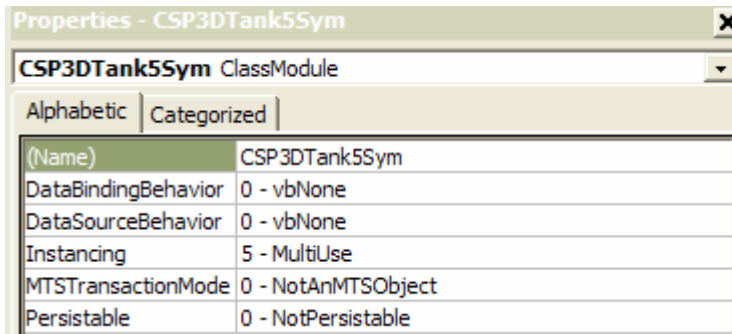 Properties - CSP3DTank5Sym
CSP3DTank5Sym ClassModule
Alphabetic Categorized
(Name) CSP3DTank5Sym
DataBindingBehavior 0 - vbNone
DataSourceBehavior 0 - vbNone
Instancing 5 - MultiUse
MTSTransactionMode 0 - NotAnMTSObject
Persistable 0 - NotPersistable